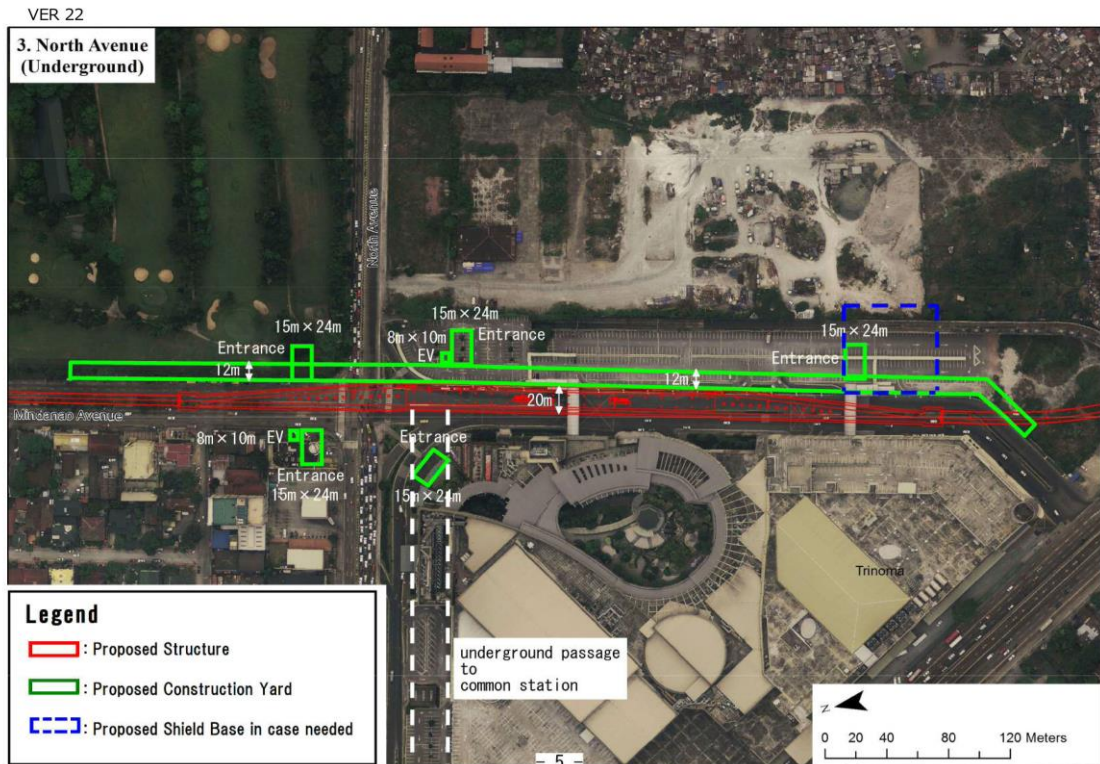 VER 22
3. North Avenue
(Underground)
North Avenue
15m×24m
Entrance
12m
15m×24m
8m×10m
Entrance
EV
15m×24m
Entrance
12m
20m
Mindanao Avenue
8m×10m
EV
Entrance
15m×24m
Entrance
15m×24m
Trinoma
underground passage
to
common station
Legend
: Proposed Structure
: Proposed Construction Yard
: Proposed Shield Base in case needed
Z
0 20 40 60 80 120 Meters
- 5 -